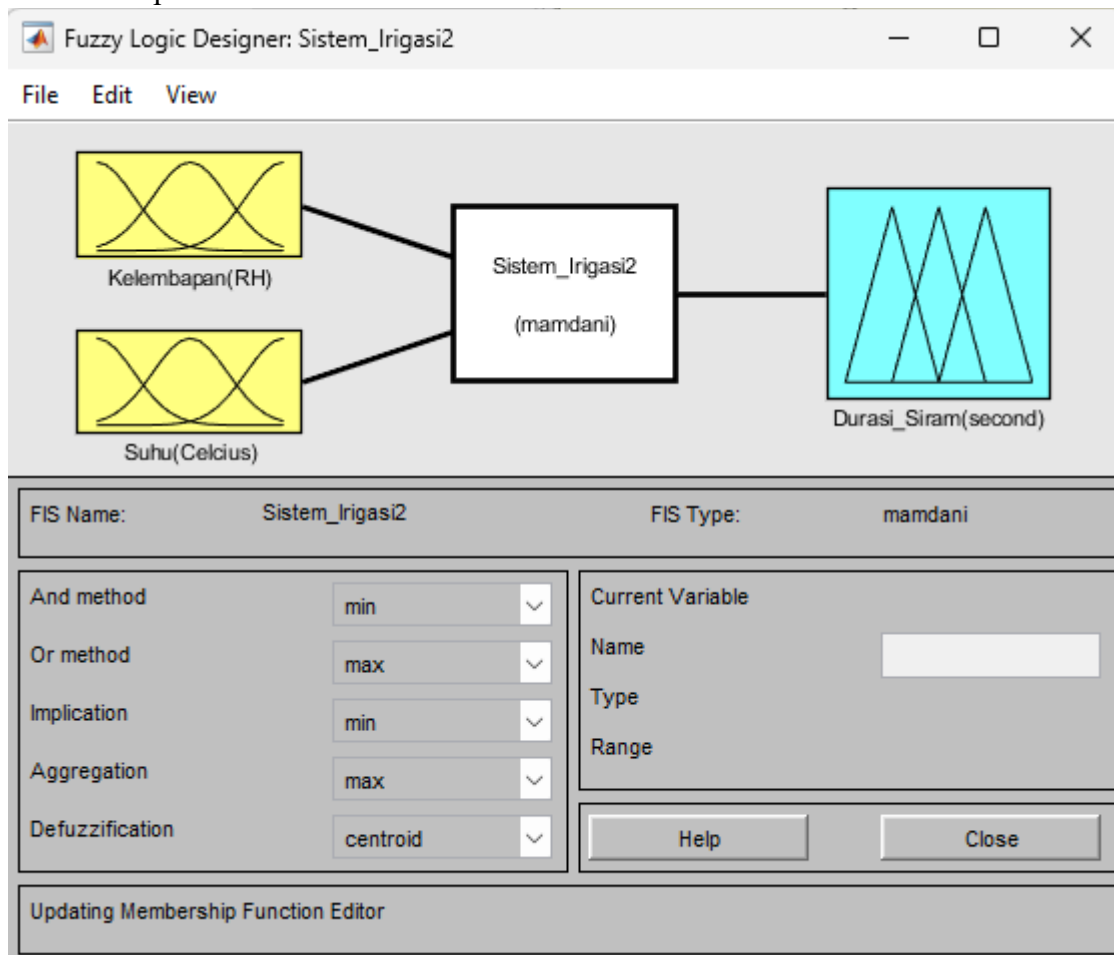 Fuzzy Logic Designer: Sistem_Irigasi2
File Edit View
Kelembapan(RH)
Suhu(Celcius)
Sistem_Irigasi2
(mamdani)
Durasi_Siram(second)
FIS Name: Sistem_Irigasi2 FIS Type: mamdani
And method min
Or method max
Implication min
Aggregation max
Defuzzification centroid
Current Variable
Name
Type
Range
Help Close
Updating Membership Function Editor